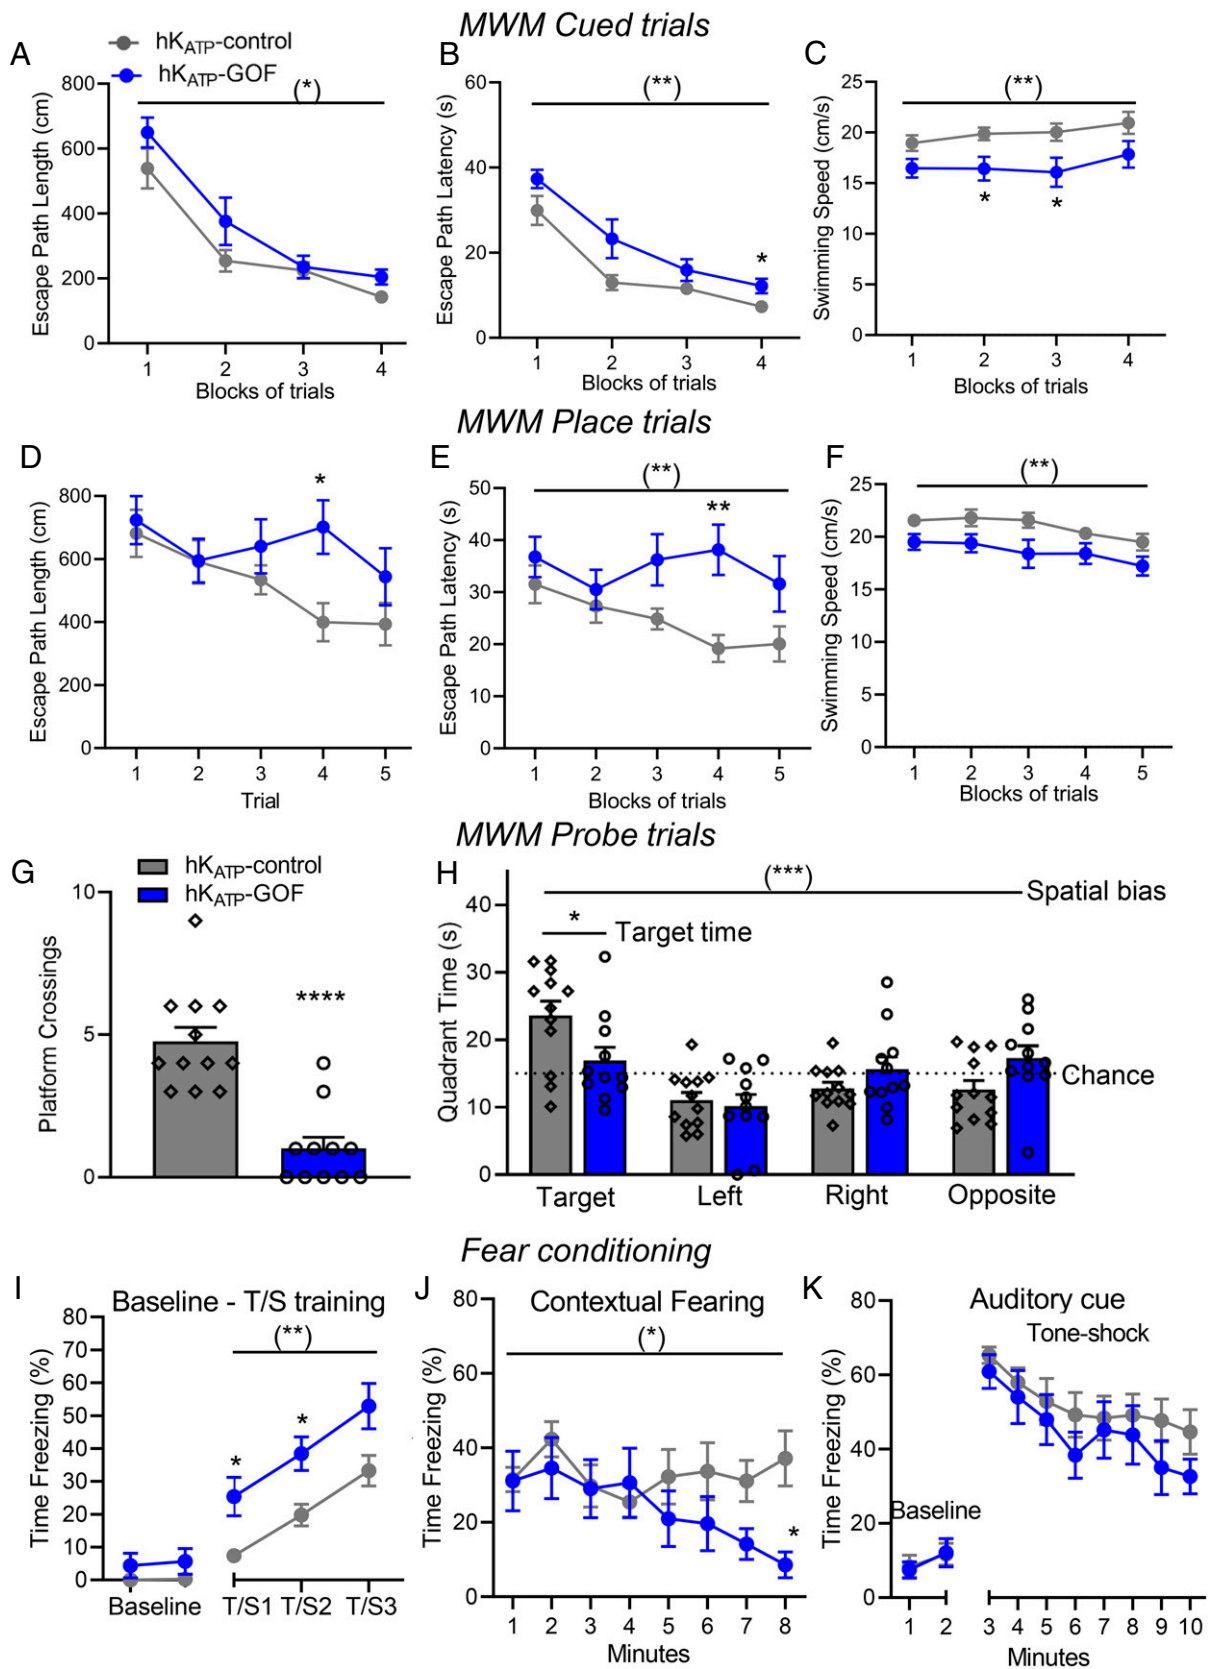 MWM Cued trials
A
hKATP-control
hKATP-GOF
(*)
Escape Path Length (cm)
800
600
400
200
0
1 2 3 4
Blocks of trials
B
(**)
*
Escape Path Latency (s)
60
40
20
0
1 2 3 4
Blocks of trials
C
(**)
* *
Swimming Speed (cm/s)
25
20
15
10
5
0
1 2 3 4
Blocks of trials
MWM Place trials
D
*
Escape Path Length (cm)
800
600
400
200
0
1 2 3 4 5
Trial
E
(**)
**
Escape Path Latency (s)
50
40
30
20
10
0
1 2 3 4 5
Blocks of trials
F
(**)
Swimming Speed (cm/s)
25
20
15
10
5
0
1 2 3 4 5
Blocks of trials
MWM Probe trials
G
hKATP-control
hKATP-GOF
****
Platform Crossings
10
5
0
H
(***)
Spatial bias
*
Target time
Chance
Quadrant Time (s)
40
30
20
10
0
Target Left Right Opposite
Fear conditioning
I
Baseline - T/S training
(**)
* *
Time Freezing (%)
80
70
60
50
40
30
20
10
0
Baseline T/S1 T/S2 T/S3
J
Contextual Fearing
(*)
*
Time Freezing (%)
80
60
40
20
0
1 2 3 4 5 6 7 8
Minutes
K
Auditory cue
Tone-shock
Baseline
Time Freezing (%)
80
60
40
20
0
1 2 3 4 5 6 7 8 9 10
Minutes